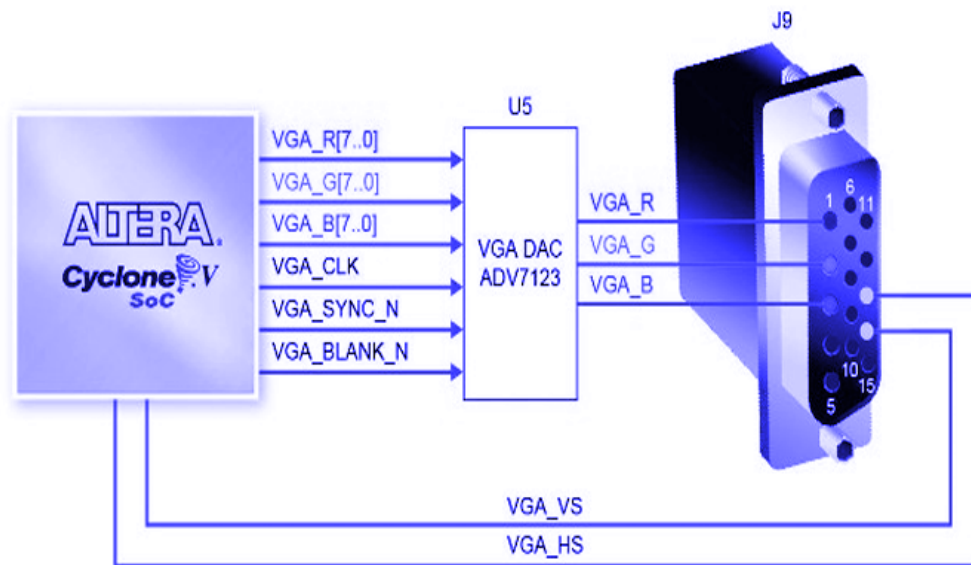 J9
U5
VGA_R[7..0]
VGA_G[7..0]
VGA_B[7..0]
VGA_CLK
VGA_SYNC_N
VGA_BLANK_N
ALTERA
Cyclone V
SoC
VGA DAC
ADV7123
VGA_R
VGA_G
VGA_B
1
6
11
10
15
5
VGA_VS
VGA_HS